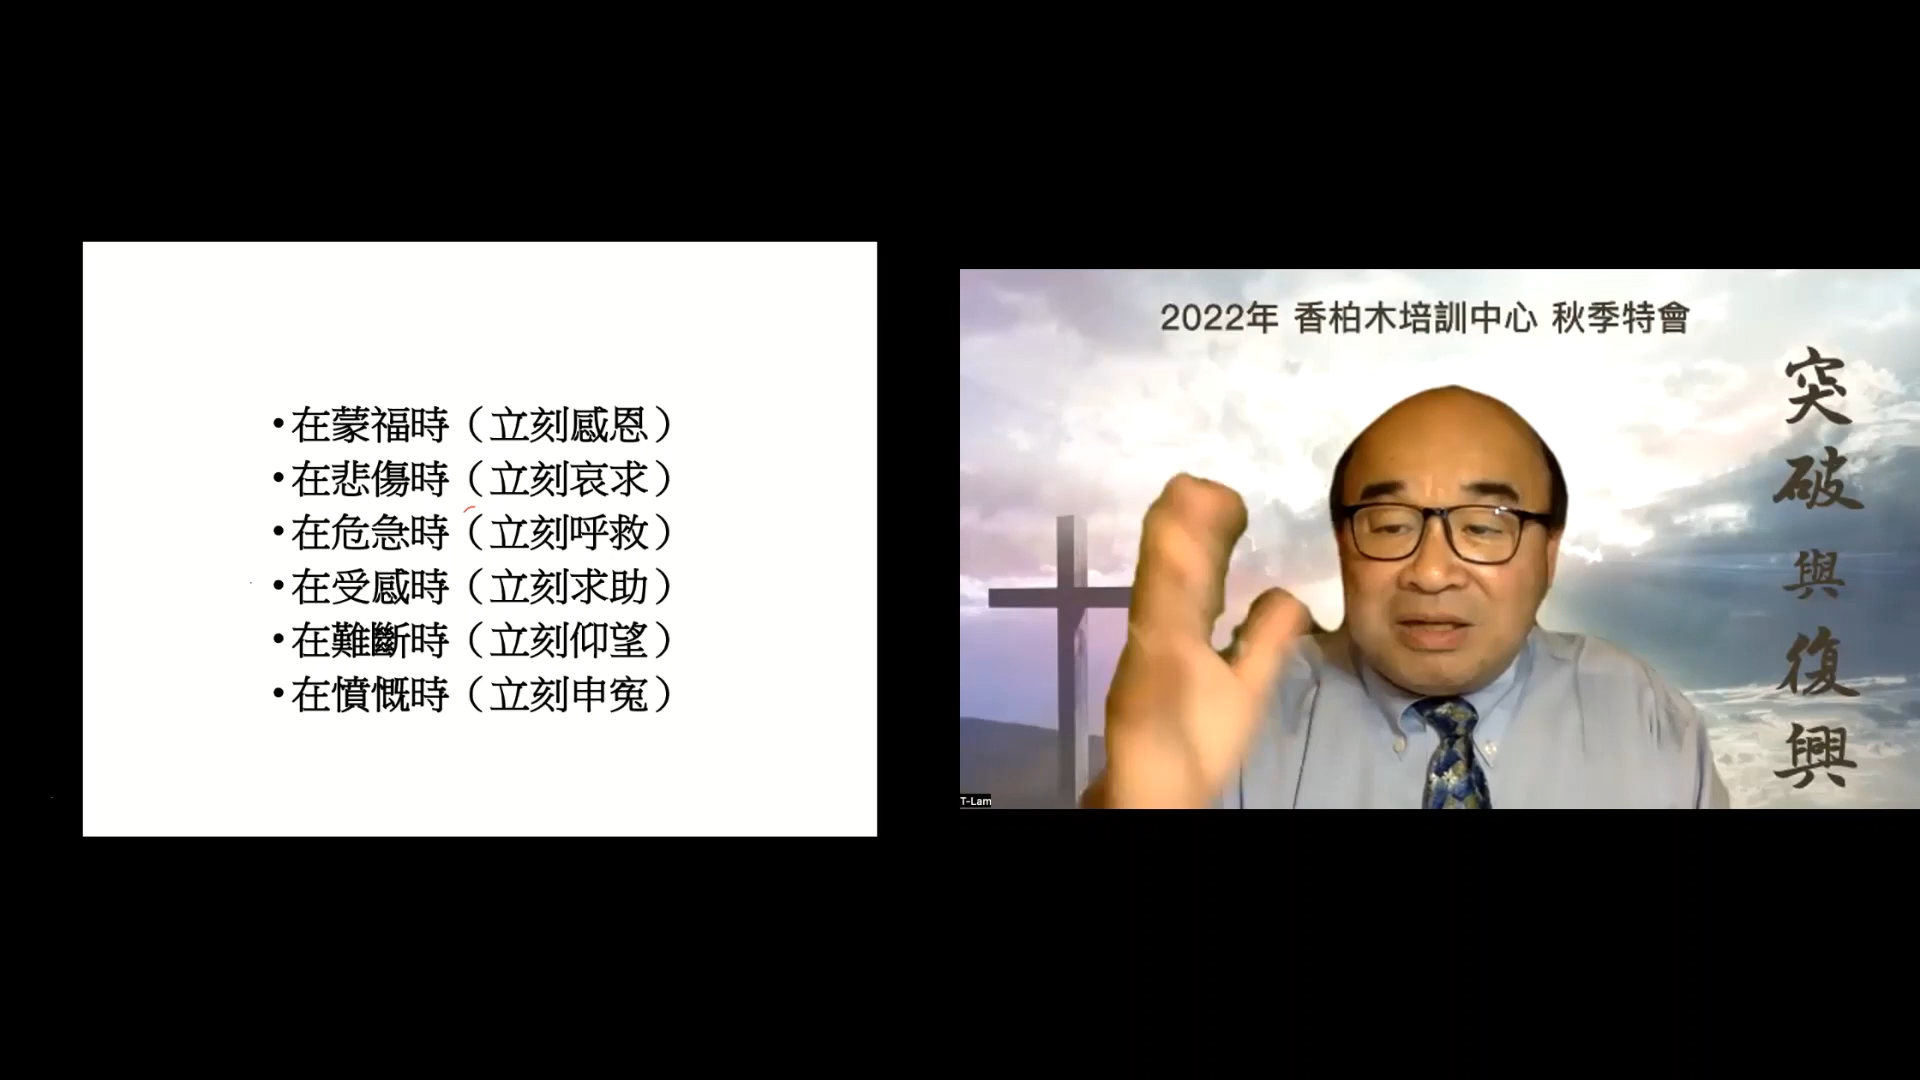 •在蒙福時（立刻感恩）
•在悲傷時（立刻哀求）
•在危急時（立刻呼救）
•在受感時（立刻求助）
•在難斷時（立刻仰望）
•在憤慨時（立刻申冤）
2022年 香柏木培訓中心 秋季特會
突破與復興
T-Lam